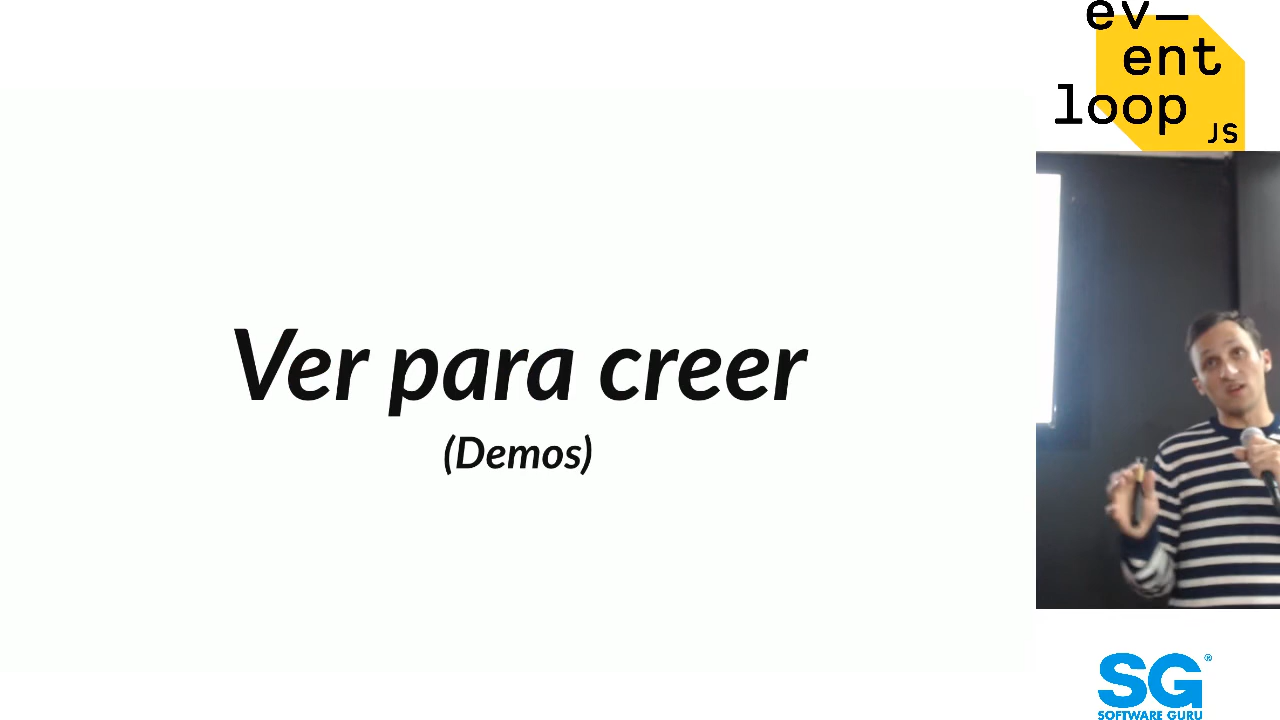 ev—
ent
loop
JS
Ver para creer
(Demos)
SG®
SOFTWARE GURU